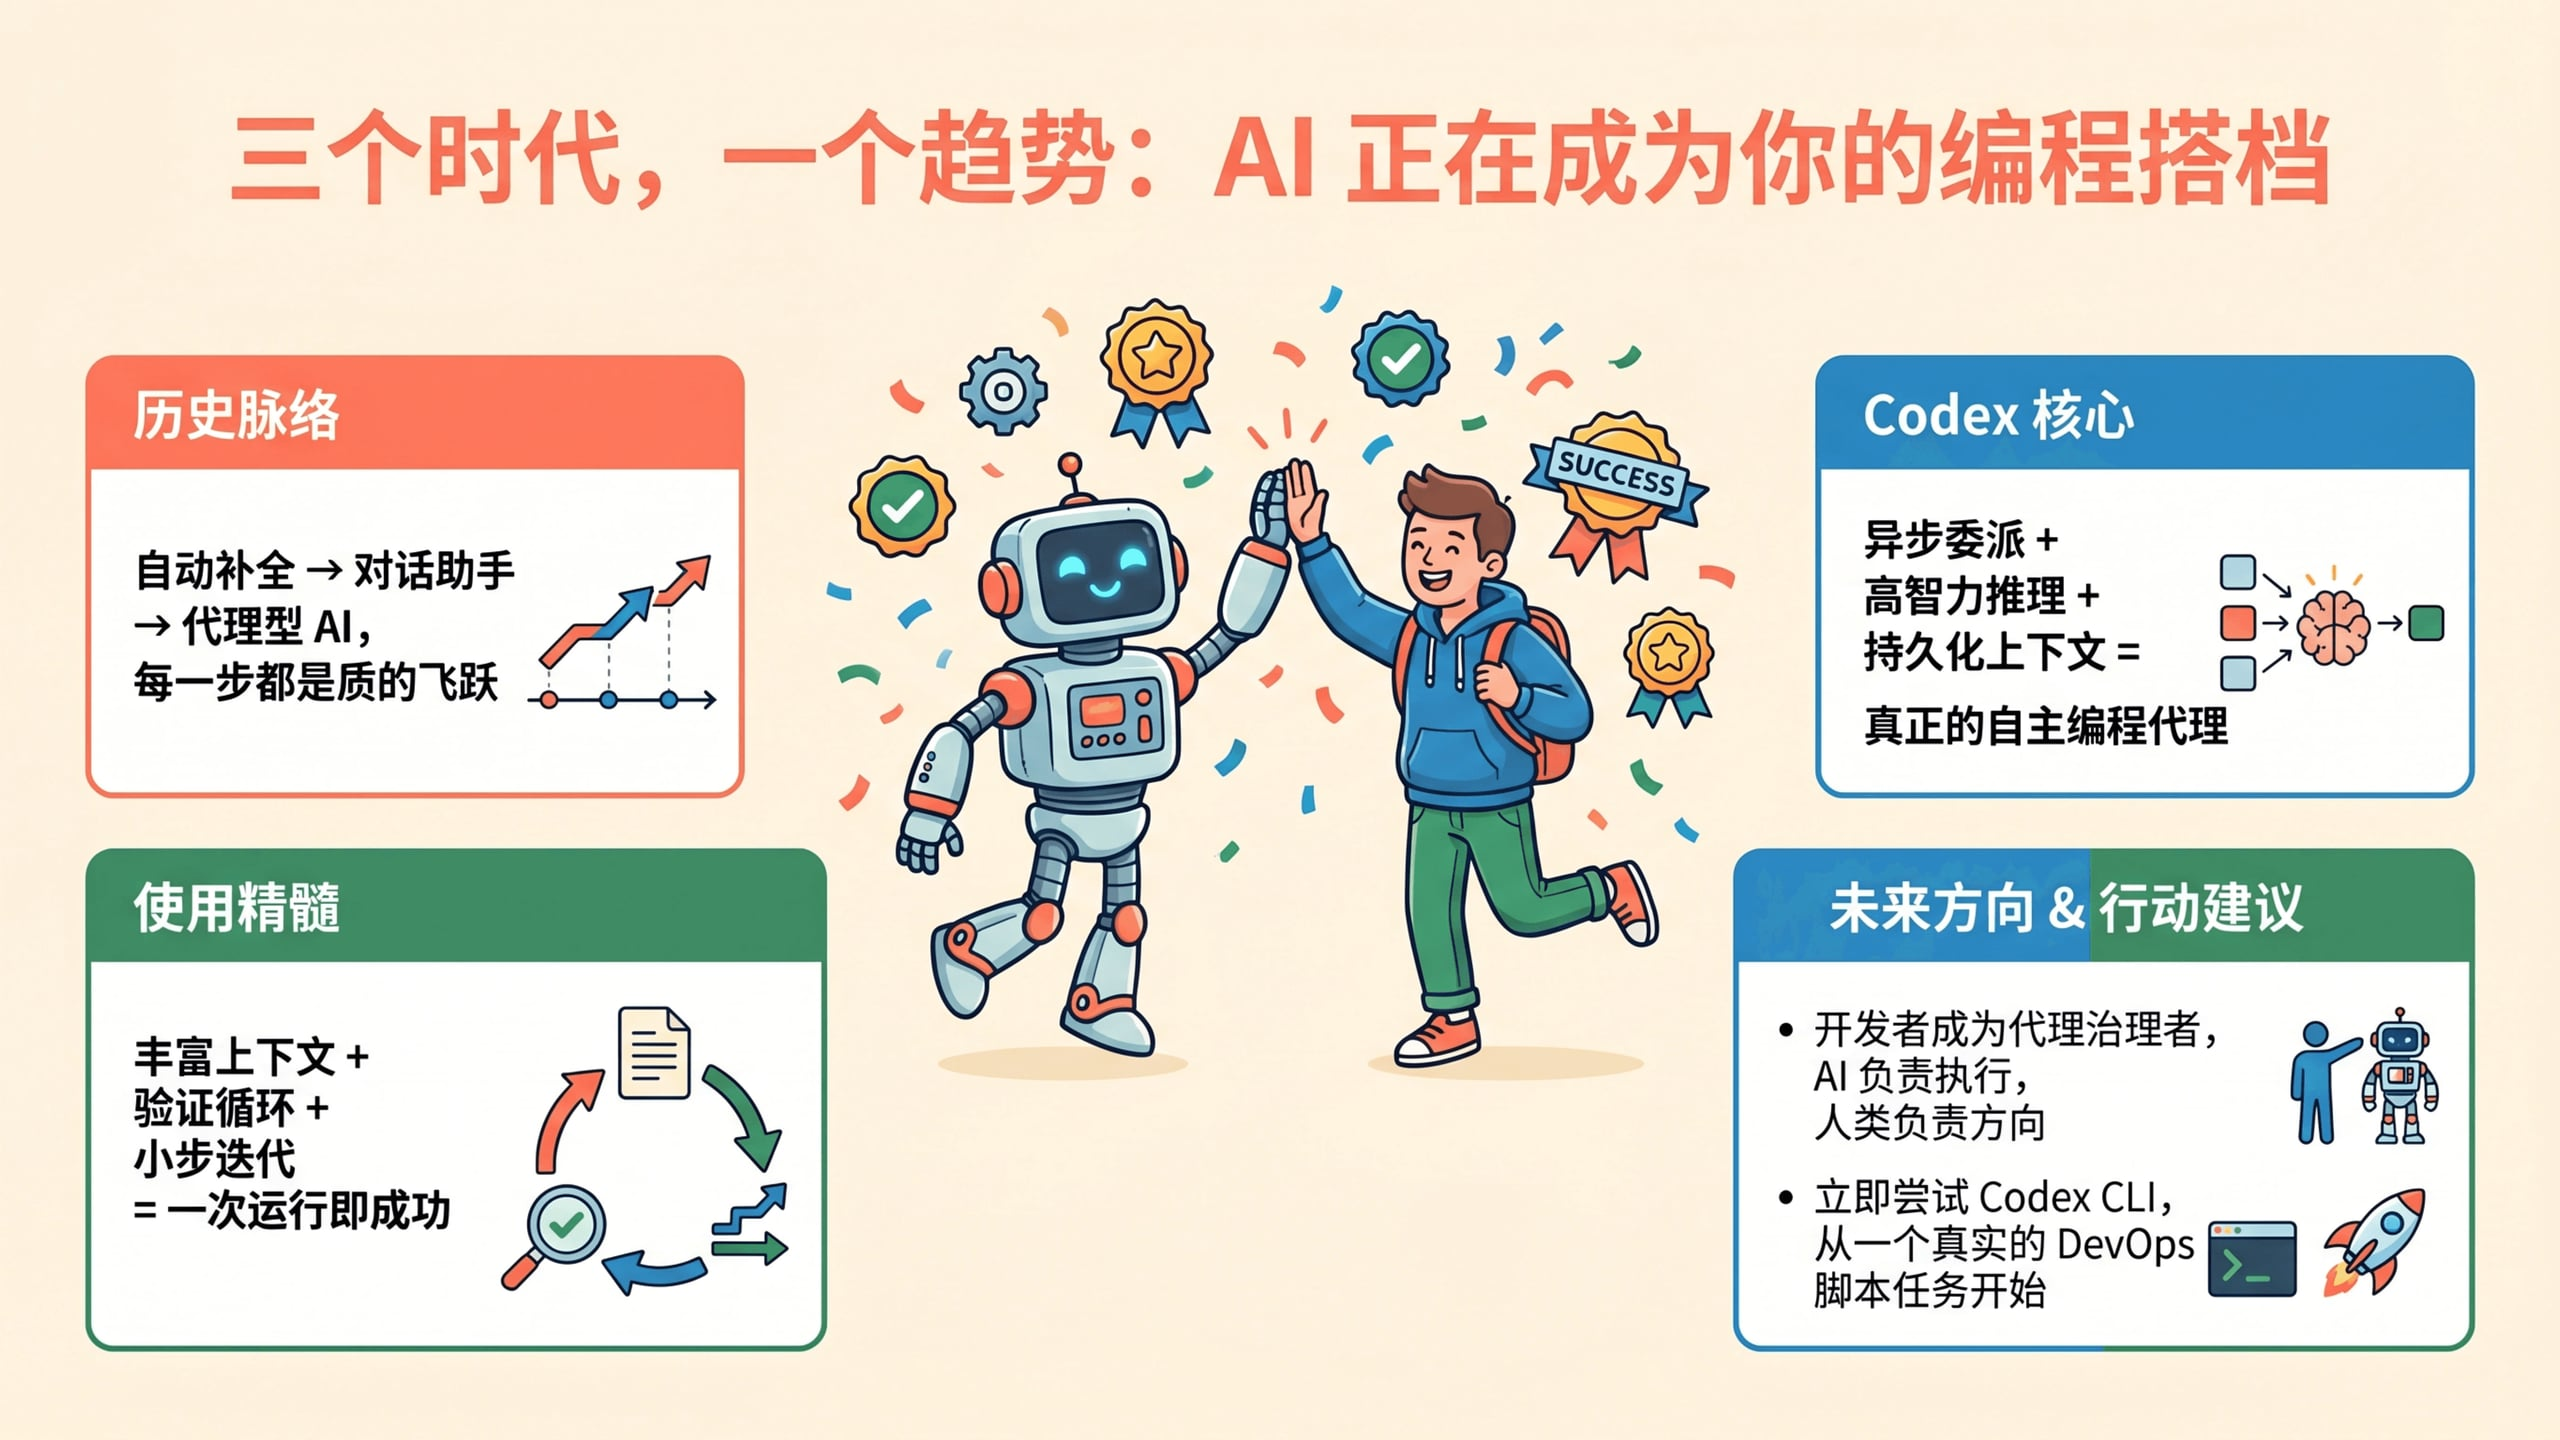 三个时代，一个趋势：AI 正在成为你的编程搭档
历史脉络
自动补全 → 对话助手
→ 代理型 AI，
每一步都是质的飞跃
SUCCESS
Codex 核心
异步委派 +
高智力推理 +
持久化上下文 =
真正的自主编程代理
使用精髓
丰富上下文 +
验证循环 +
小步迭代
= 一次运行即成功
未来方向 & 行动建议
• 开发者成为代理治理者，
AI 负责执行，
人类负责方向
• 立即尝试 Codex CLI，
从一个真实的 DevOps
脚本任务开始